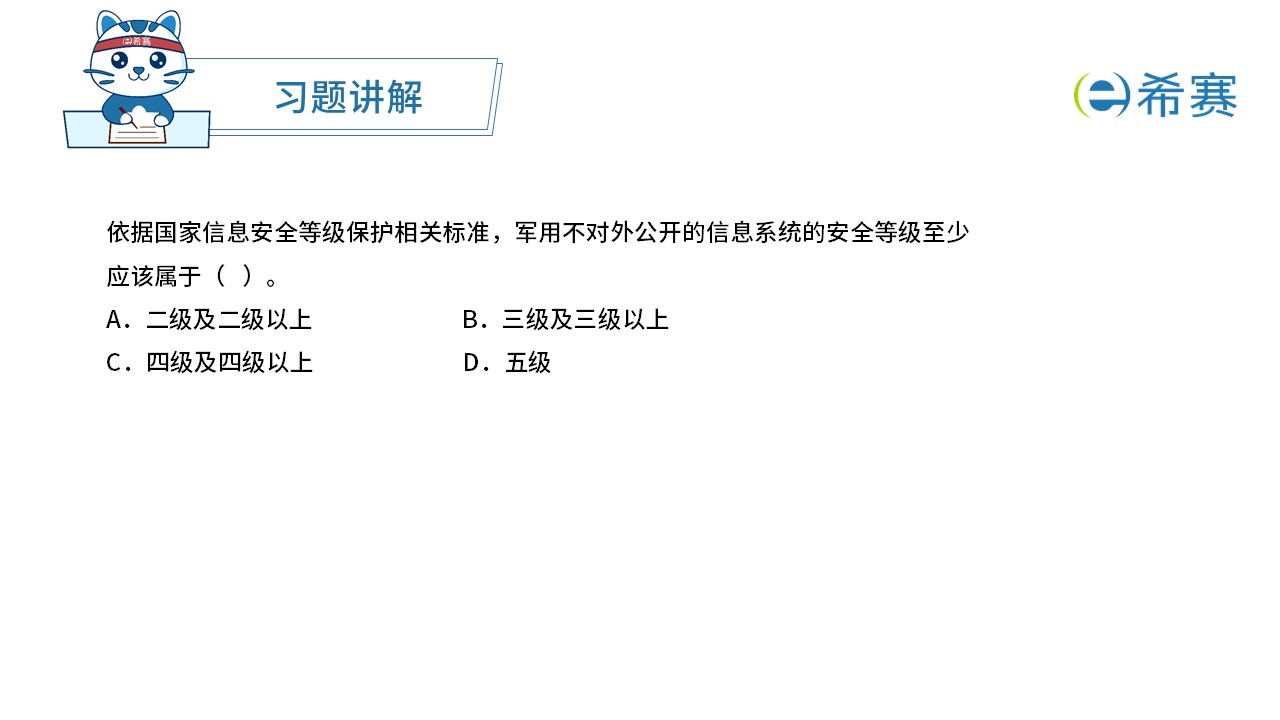 希赛
习题讲解
希赛
依据国家信息安全等级保护相关标准，军用不对外公开的信息系统的安全等级至少
应该属于（ ）。
A．二级及二级以上 B．三级及三级以上
C．四级及四级以上 D．五级